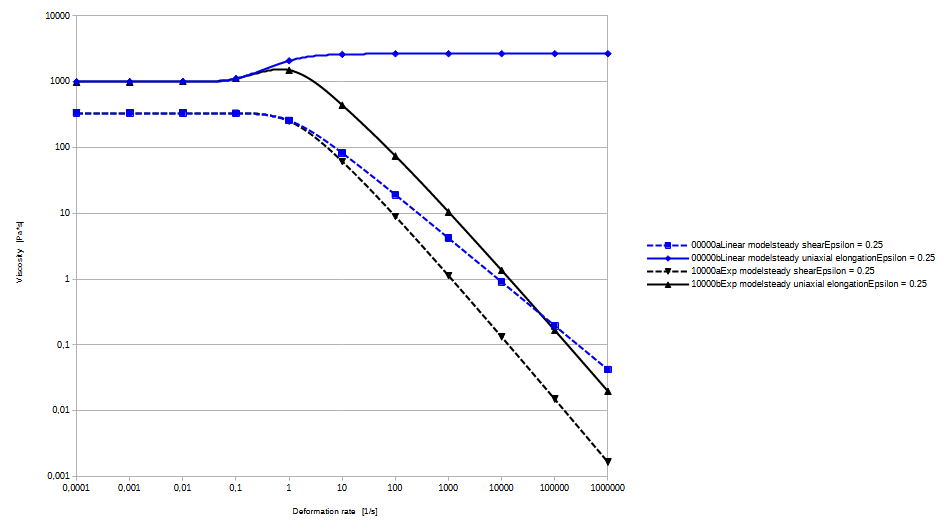 10000
1000
100
10
1
0,1
0,01
0,001
Viscosity [Pa*s]
0,0001 0,001 0,01 0,1 1 10 100 1000 10000 100000 1000000
Deformation rate [1/s]
00000aLinear modelsteady shearEpsilon = 0.25
00000bLinear modelsteady uniaxial elongationEpsilon = 0.25
10000aExp modelsteady shearEpsilon = 0.25
10000bExp modelsteady uniaxial elongationEpsilon = 0.25